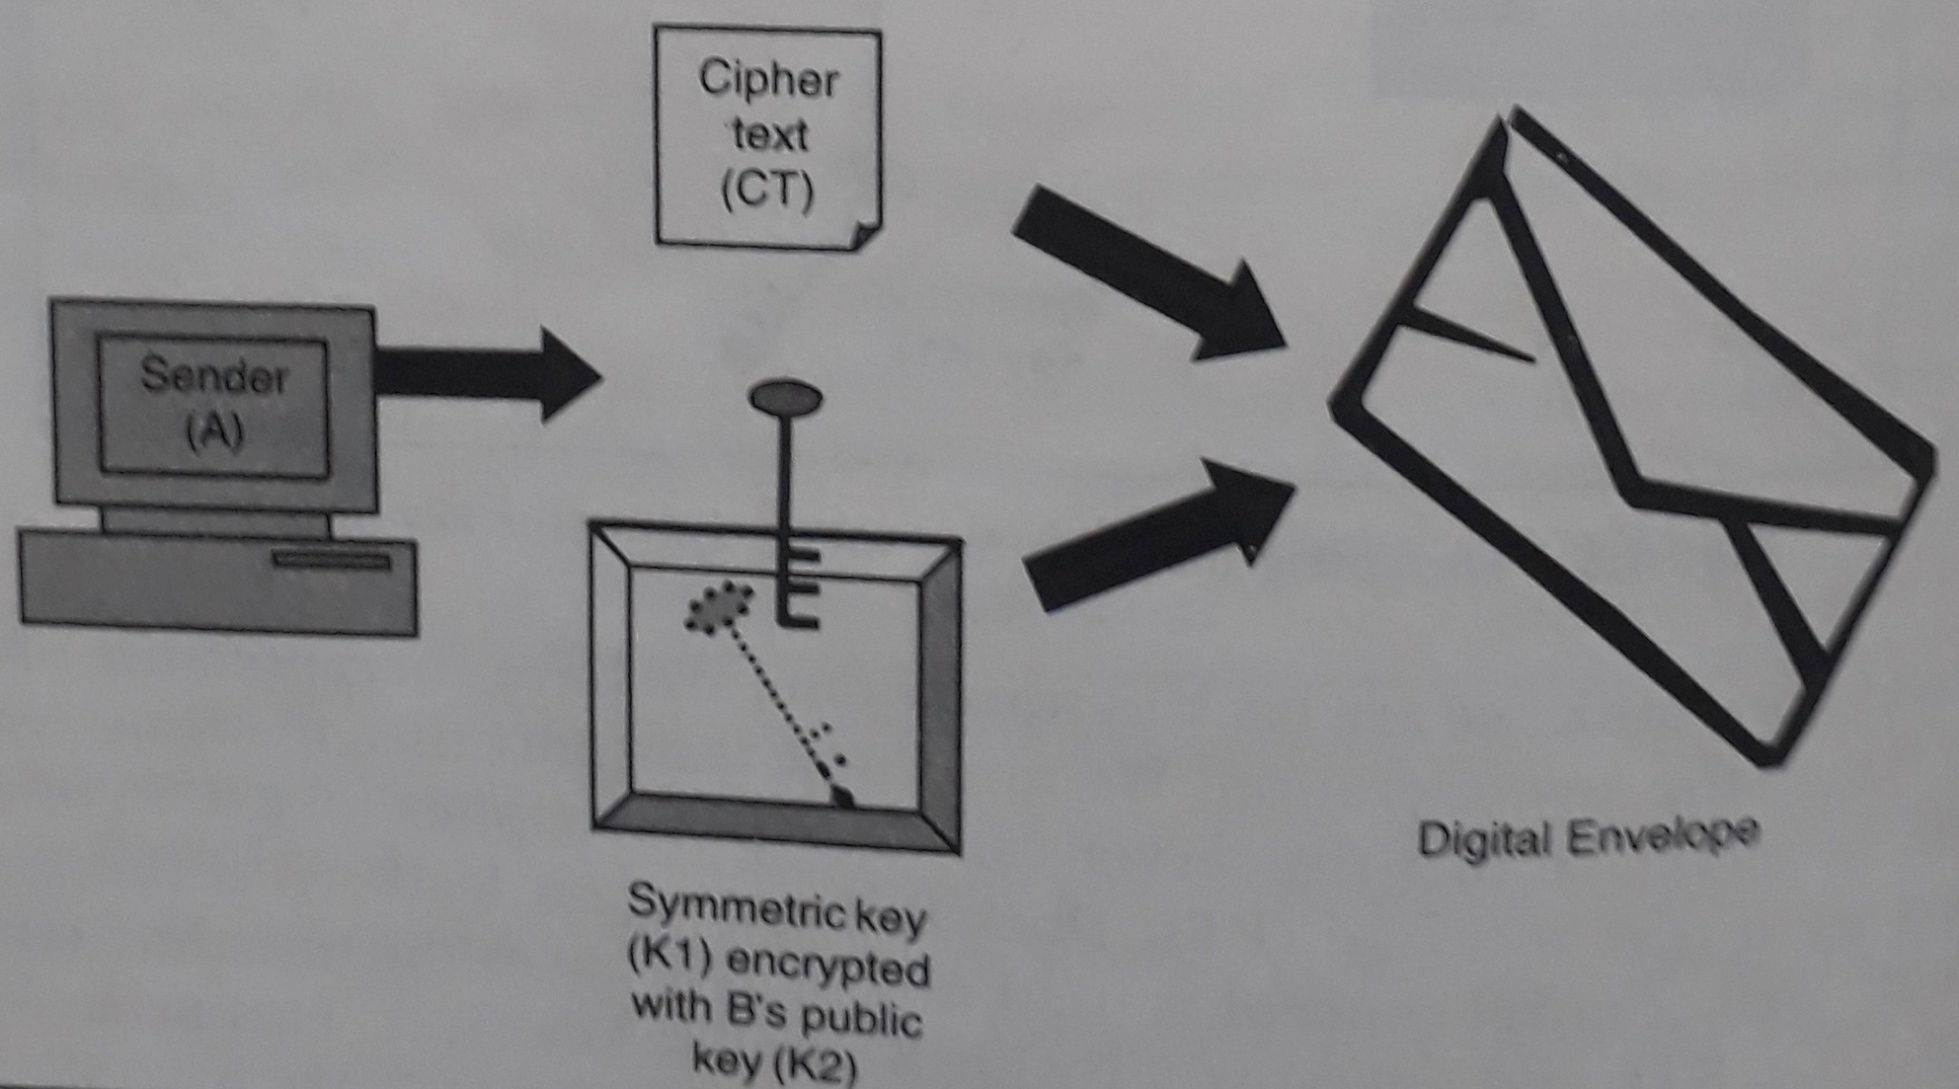 Cipher
text
(CT)
Sender
(A)
Symmetric key
(K1) encrypted
with B's public
key (K2)
Digital Envelope